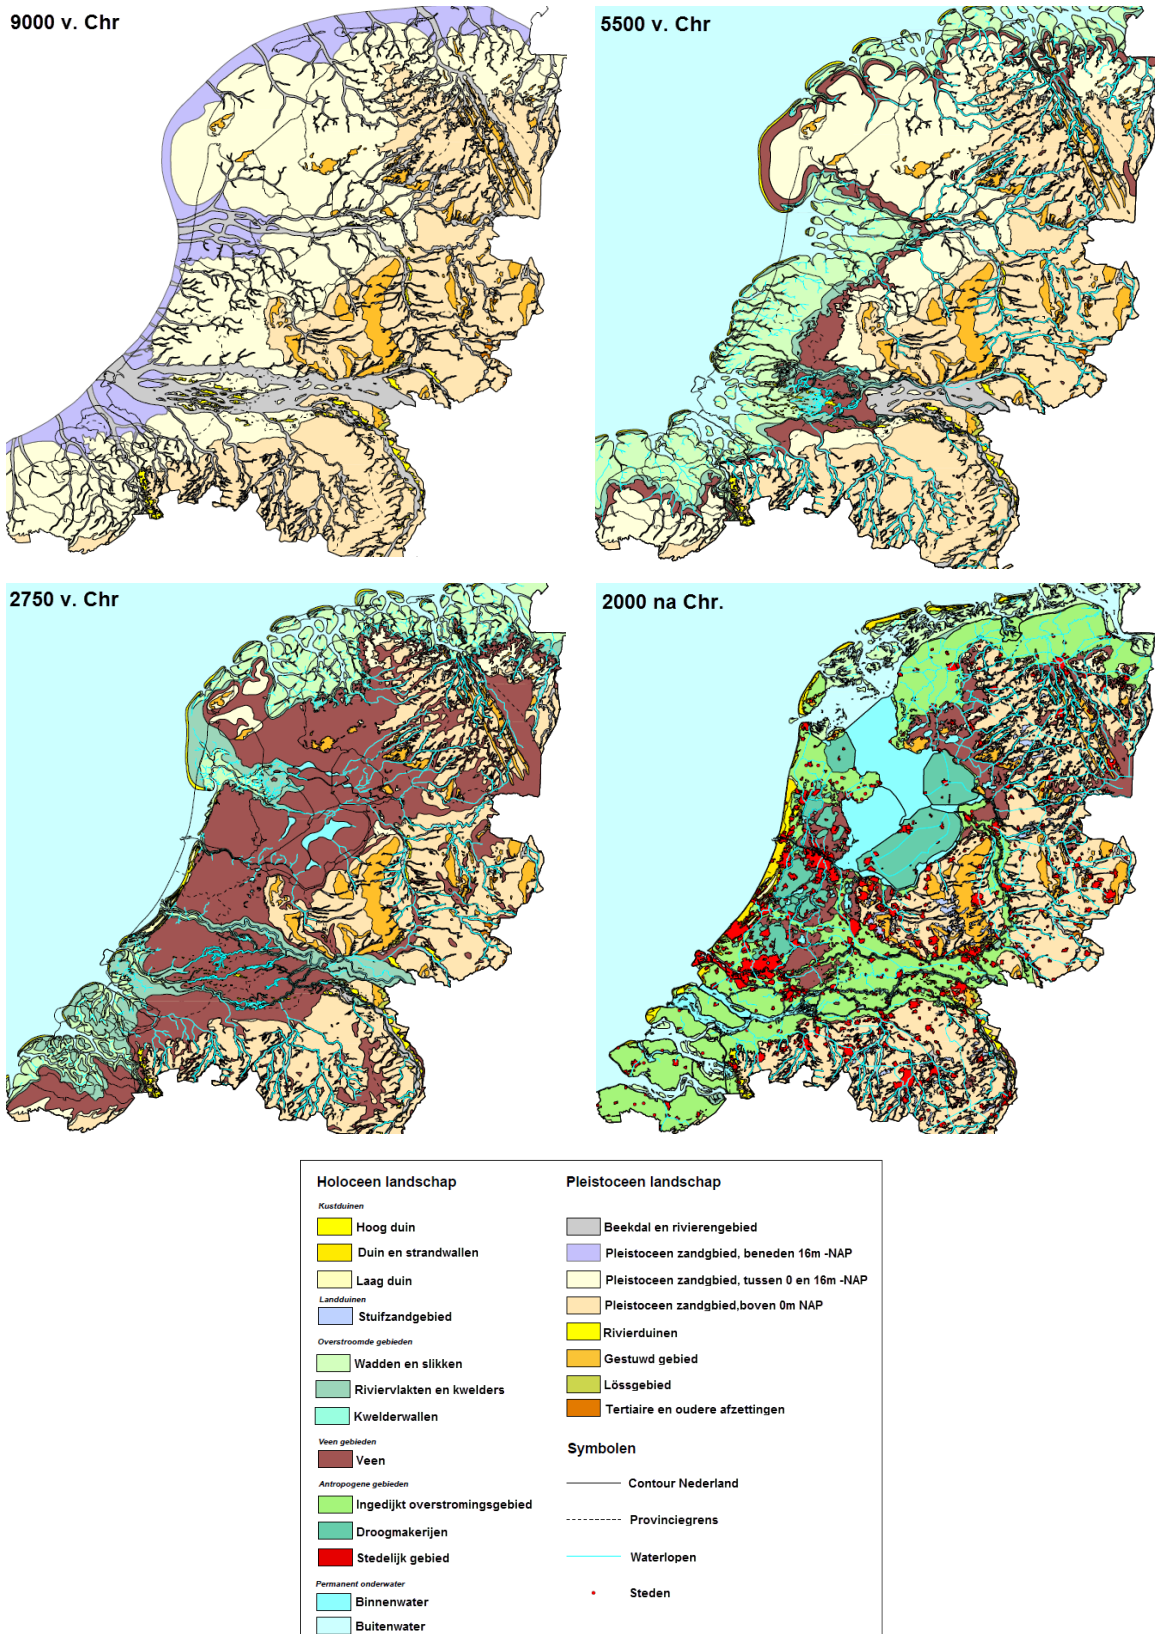 9000 v. Chr
5500 v. Chr
2750 v. Chr
2000 na Chr.
Holoceen landschap
Kustduinen
Hoog duin
Duin en strandwallen
Laag duin
Landduinen
Stuifzandgebied
Overstroomde gebieden
Wadden en slikken
Riviervlakten en kwelders
Kwelderwallen
Veen gebieden
Veen
Antropogene gebieden
Ingedijkt overstromingsgebied
Droogmakerijen
Stedelijk gebied
Permanent onderwater
Binnenwater
Buitenwater
Pleistoceen landschap
Beekdal en rivierengebied
Pleistoceen zandgbied, beneden 16m -NAP
Pleistoceen zandgbied, tussen 0 en 16m -NAP
Pleistoceen zandgbied,boven 0m NAP
Rivierduinen
Gestuwd gebied
Lössgebied
Tertiaire en oudere afzettingen
Symbolen
Contour Nederland
Provinciegrens
Waterlopen
Steden